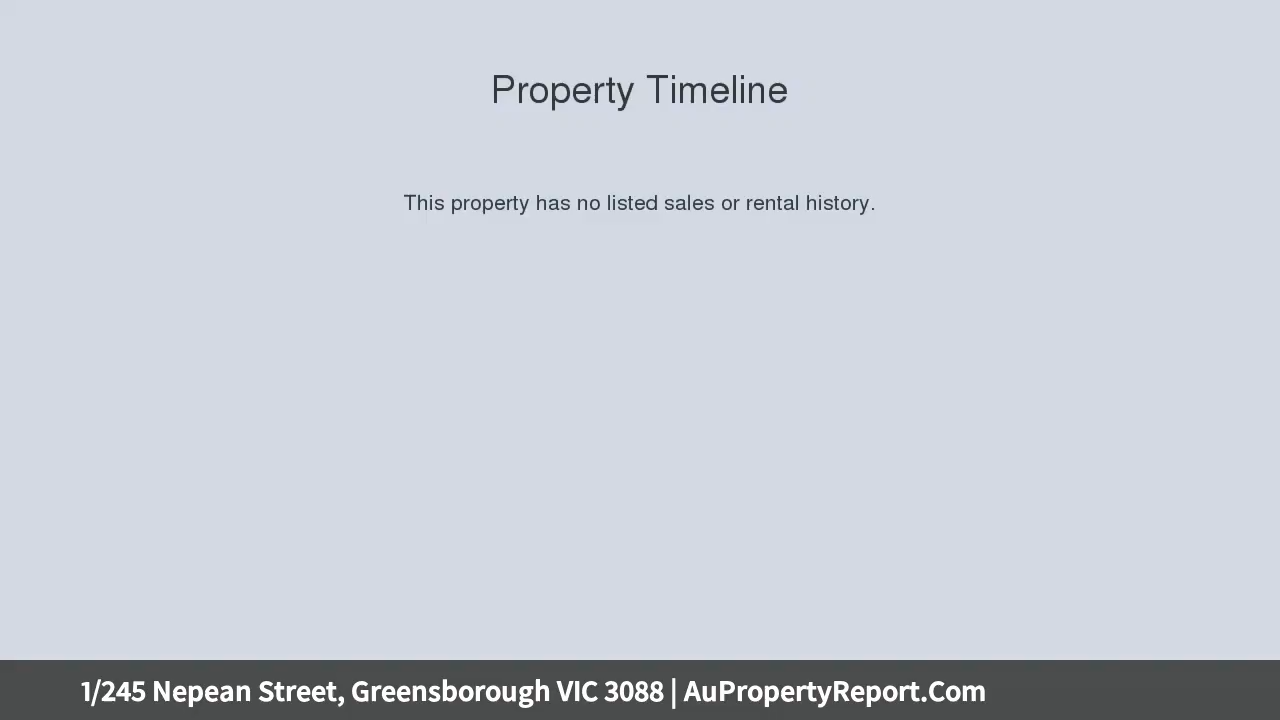 Property Timeline
This property has no listed sales or rental history.
1/245 Nepean Street, Greensborough VIC 3088 | AuPropertyReport.Com